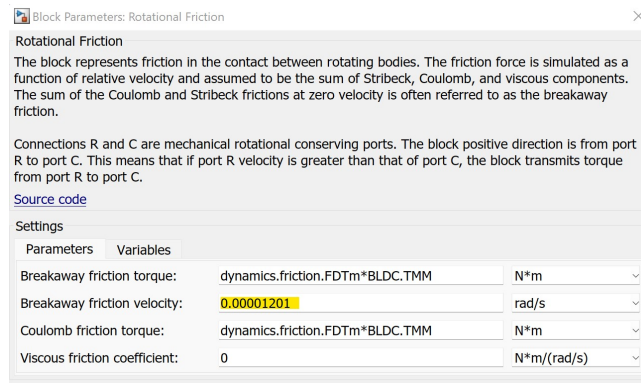 Block Parameters: Rotational Friction
Rotational Friction
The block represents friction in the contact between rotating bodies. The friction force is simulated as a
function of relative velocity and assumed to be the sum of Stribeck, Coulomb, and viscous components.
The sum of the Coulomb and Stribeck frictions at zero velocity is often referred to as the breakaway
friction.
Connections R and C are mechanical rotational conserving ports. The block positive direction is from port
R to port C. This means that if port R velocity is greater than that of port C, the block transmits torque
from port R to port C.
Source code
Settings
Parameters Variables
Breakaway friction torque: dynamics.friction.FDTm*BLDC.TMM N*m
Breakaway friction velocity: 0.00001201 rad/s
Coulomb friction torque: dynamics.friction.FDTm*BLDC.TMM N*m
Viscous friction coefficient: 0 N*m/(rad/s)